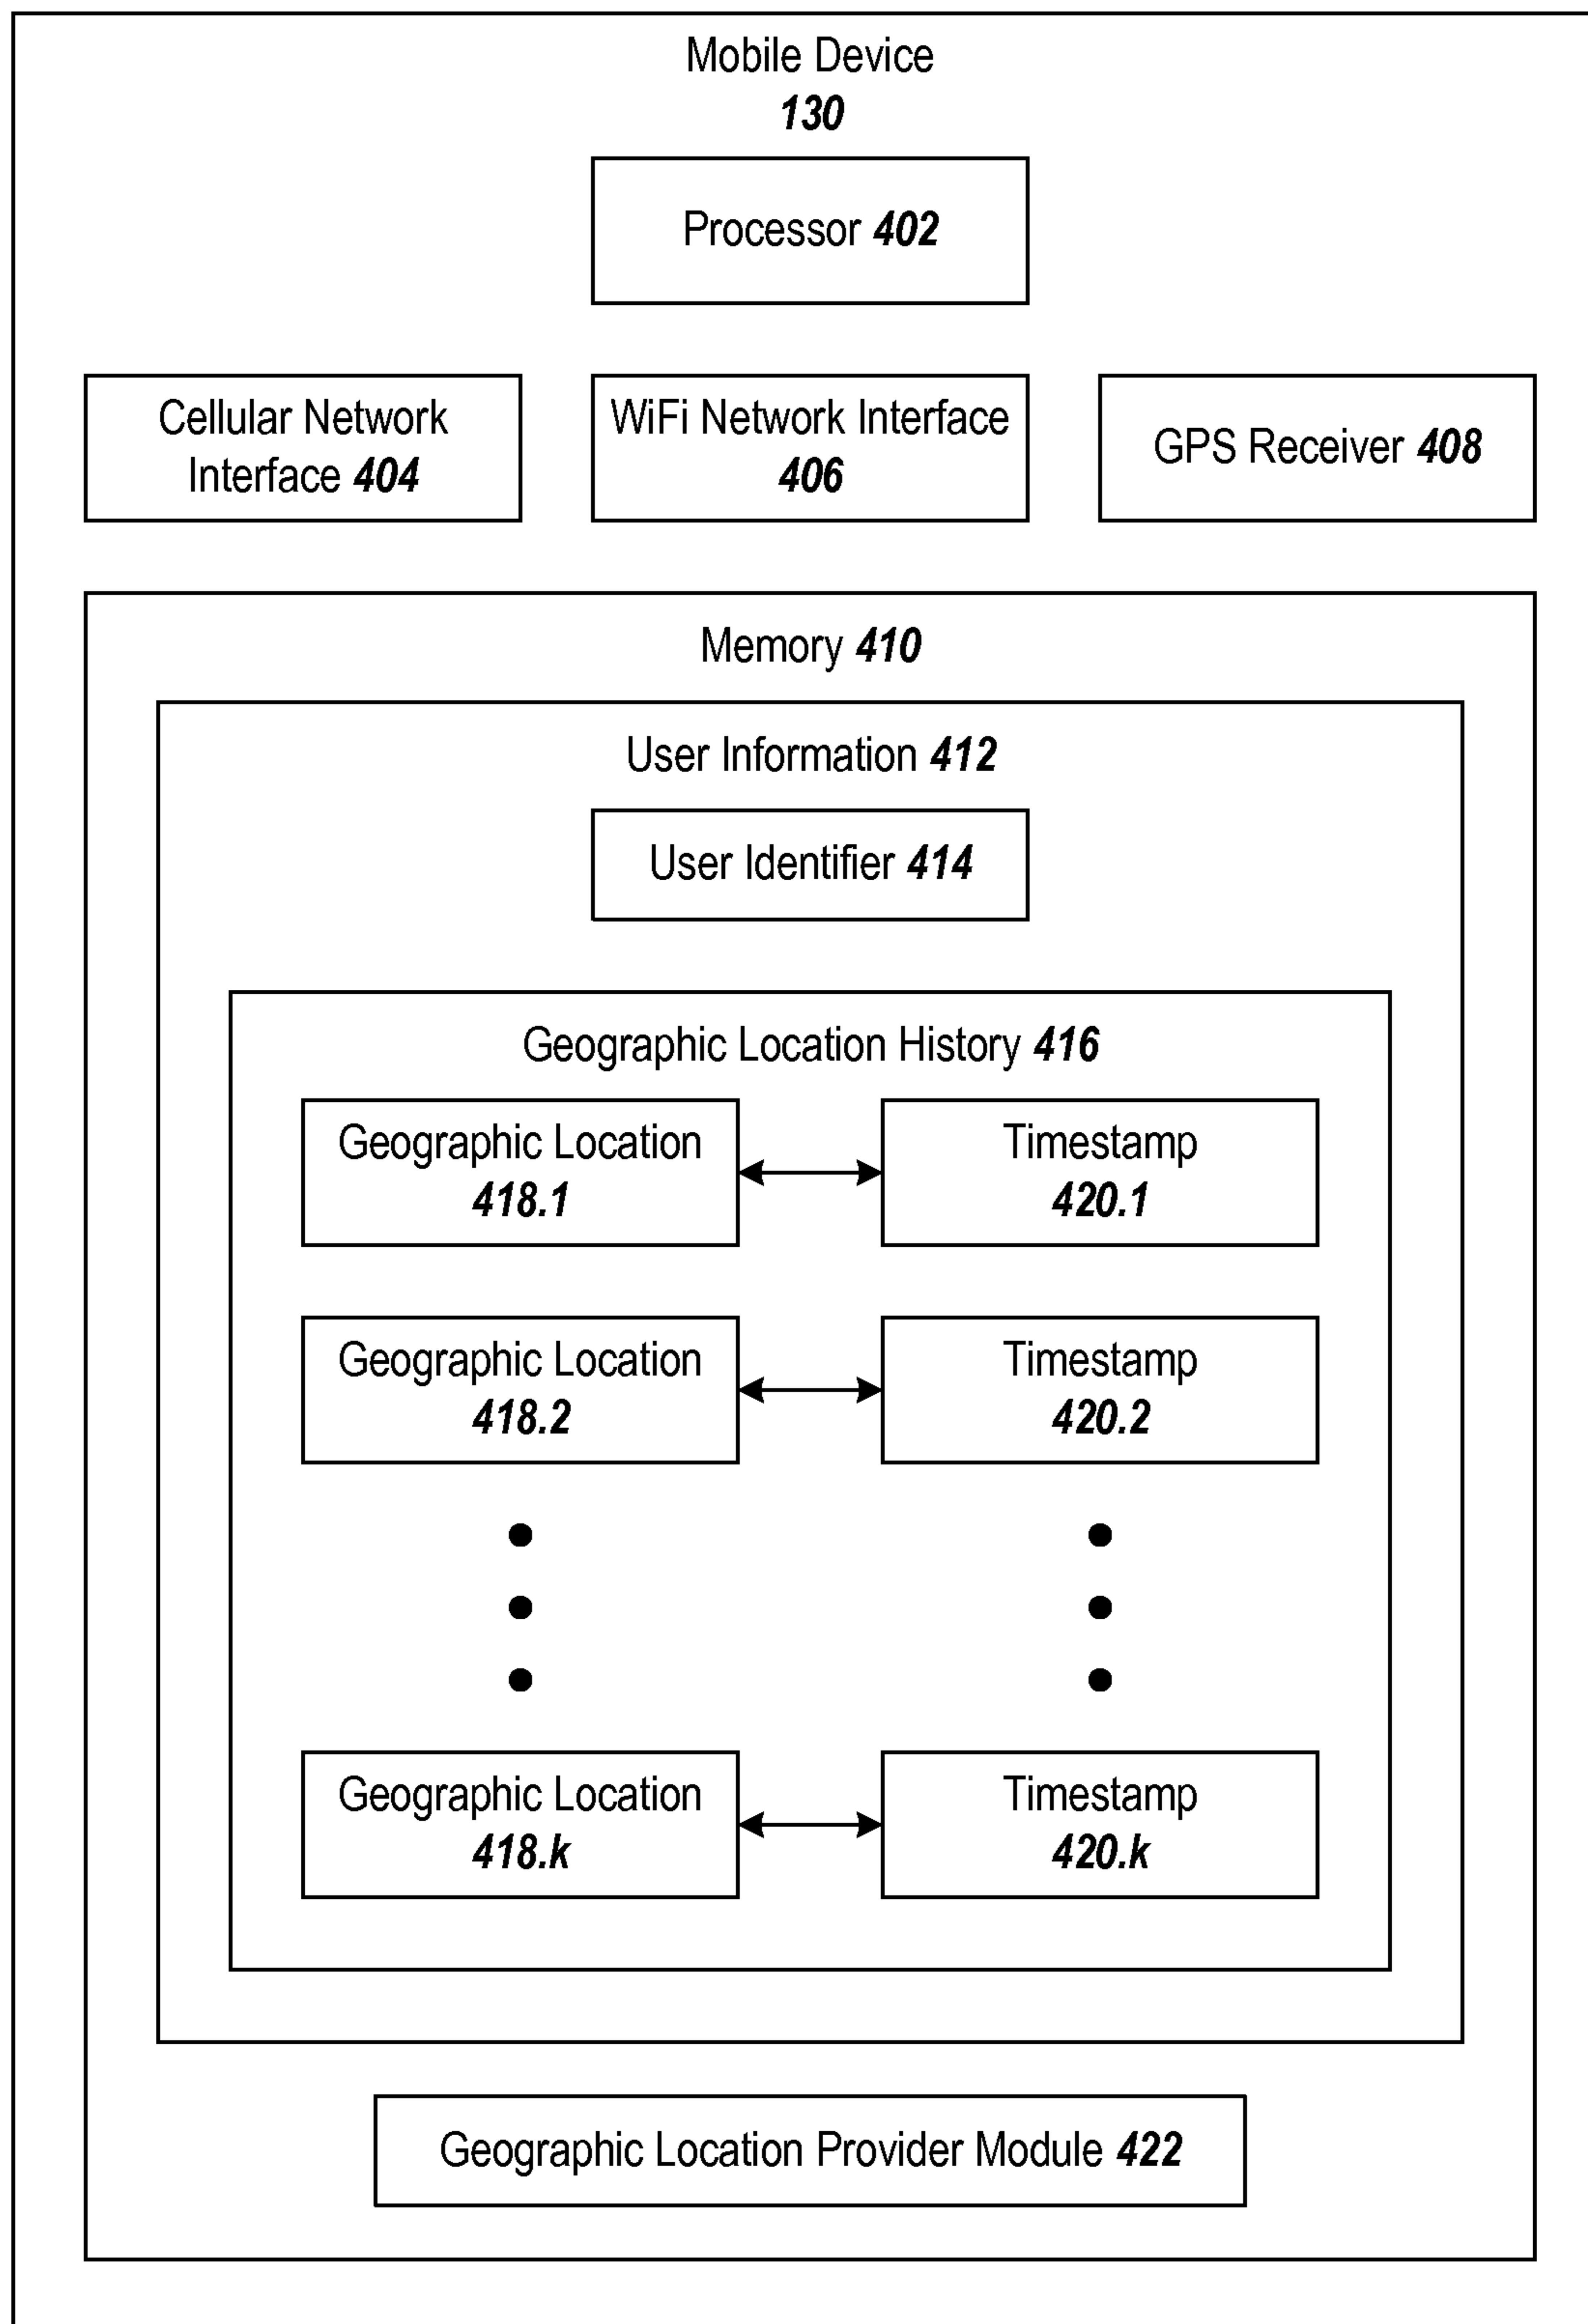 Mobile Device
130
Processor 402
Cellular Network
Interface 404
WiFi Network Interface
406
GPS Receiver 408
Memory 410
User Information 412
User Identifier 414
Geographic Location History 416
Geographic Location
418.1
Timestamp
420.1
Geographic Location
418.2
Timestamp
420.2
Geographic Location
418.k
Timestamp
420.k
Geographic Location Provider Module 422